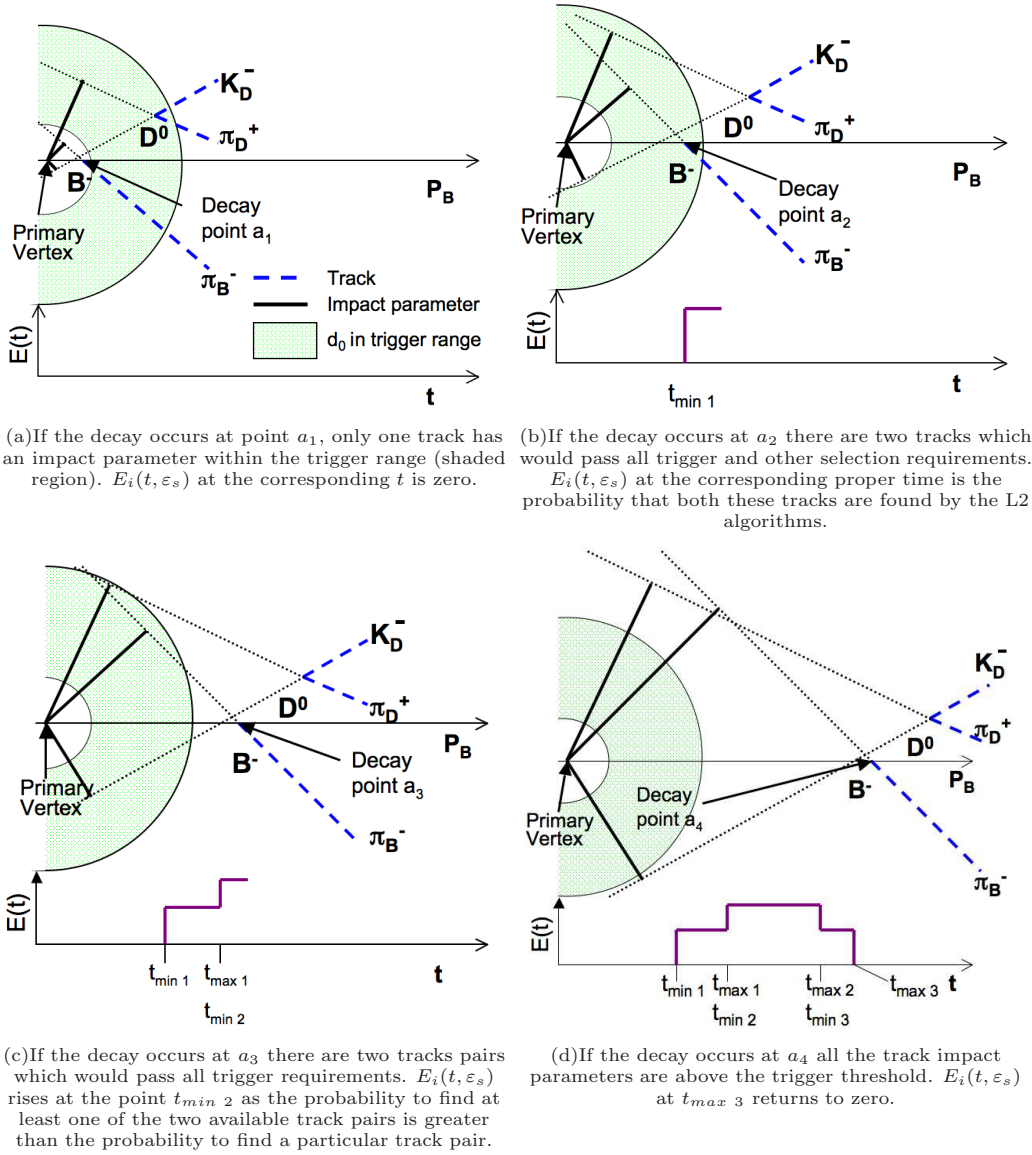 K_D^-
D^0
π_D^+
B^-
P_B
Decay
point a_1
Primary
Vertex
π_B^-
Track
Impact parameter
d_0 in trigger range
E(t)
t
(a)If the decay occurs at point a_1, only one track has
an impact parameter within the trigger range (shaded
region). E_i(t, ε_s) at the corresponding t is zero.
K_D^-
D^0
π_D^+
B^-
P_B
Decay
point a_2
Primary
Vertex
π_B^-
E(t)
t
t_min 1
(b)If the decay occurs at a_2 there are two tracks which
would pass all trigger and other selection requirements.
E_i(t, ε_s) at the corresponding proper time is the
probability that both these tracks are found by the L2
algorithms.
K_D^-
D^0
π_D^+
P_B
B^-
Decay
point a_3
Primary
Vertex
π_B^-
E(t)
t_min 1
t_max 1
t
t_min 2
(c)If the decay occurs at a_3 there are two tracks pairs
which would pass all trigger requirements. E_i(t, ε_s)
rises at the point t_min 2 as the probability to find at
least one of the two available track pairs is greater
than the probability to find a particular track pair.
K_D^-
π_D^+
D^0
P_B
B^-
Decay
point a_4
Primary
Vertex
π_B^-
E(t)
t_min 1
t_max 1
t_max 2
t_max 3
t
t_min 2
t_min 3
(d)If the decay occurs at a_4 all the track impact
parameters are above the trigger threshold. E_i(t, ε_s)
at t_max 3 returns to zero.